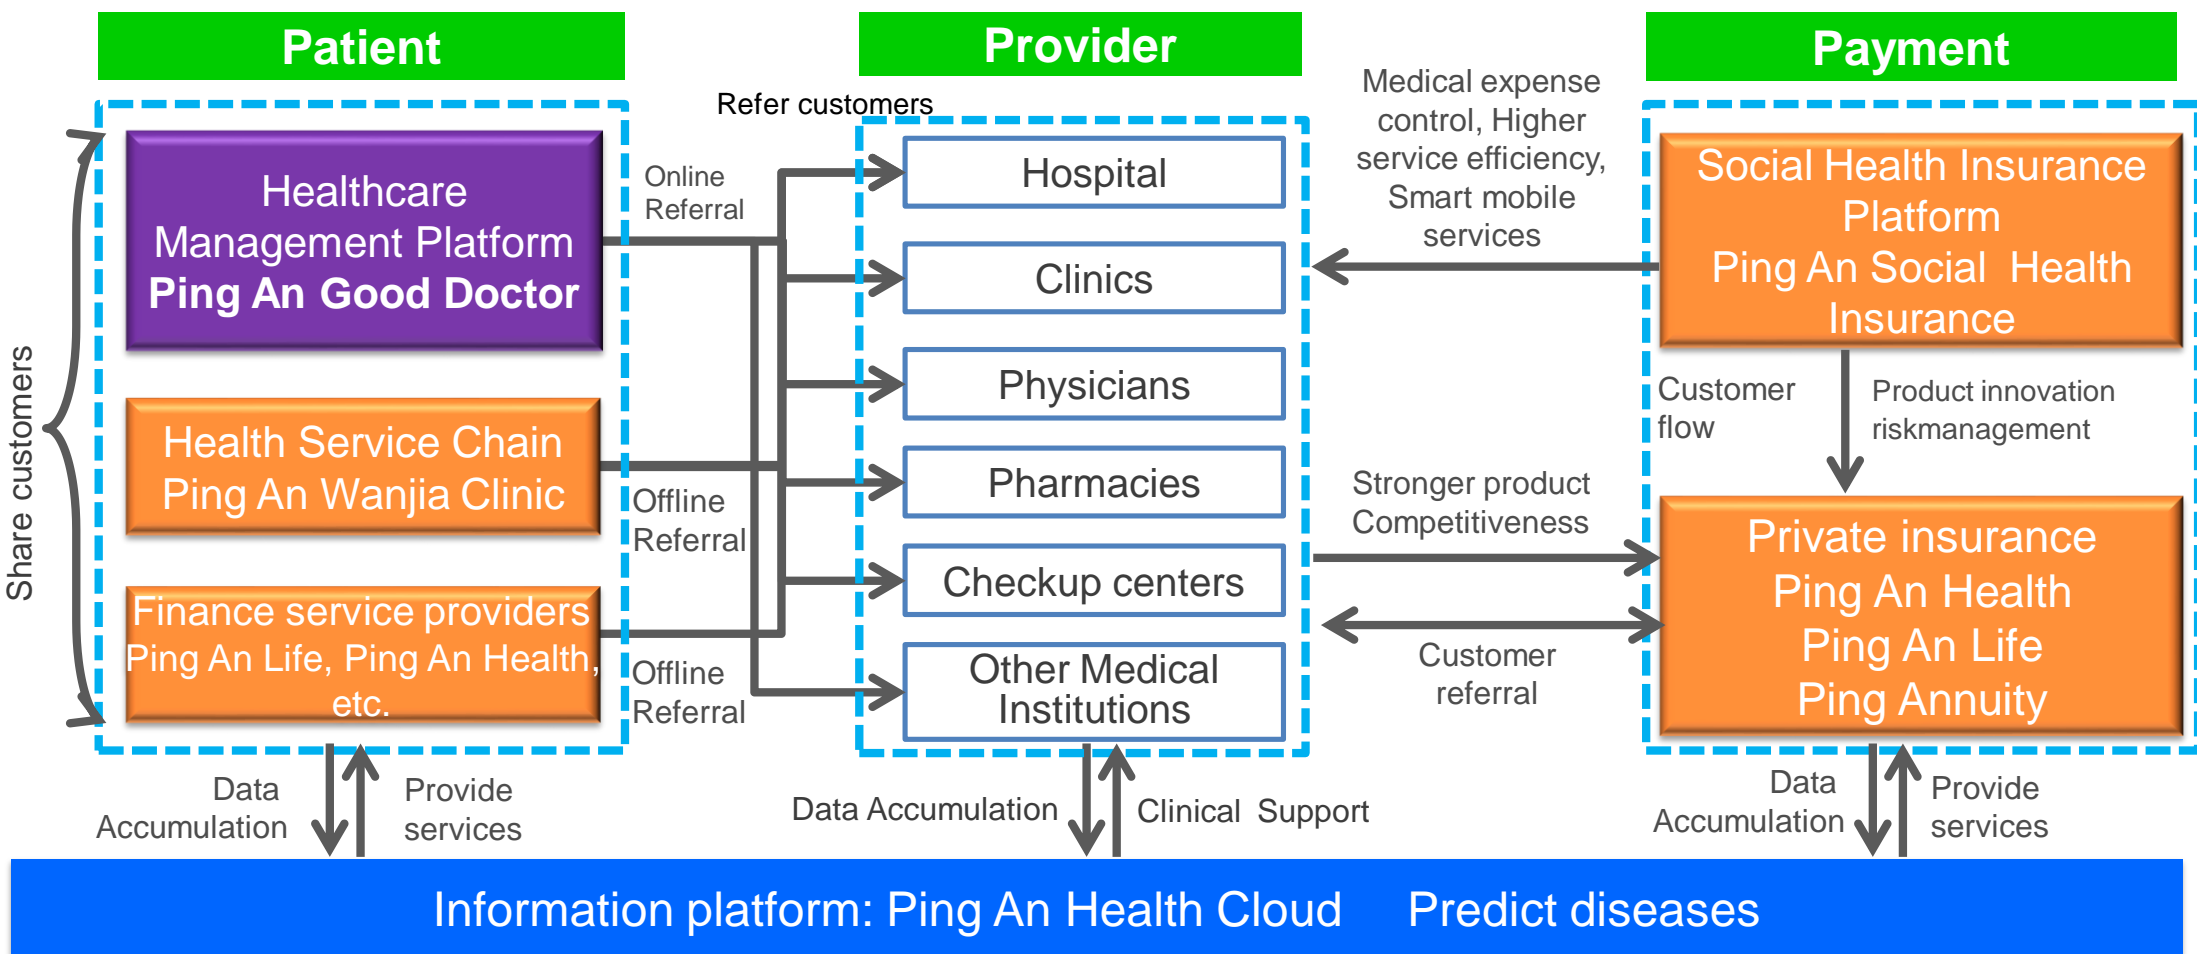 Patient
Provider
Payment
Share customers
Healthcare
Management Platform
Ping An Good Doctor
Health Service Chain
Ping An Wanjia Clinic
Finance service providers
Ping An Life, Ping An Health,
etc.
Online
Referral
Offline
Referral
Offline
Referral
Refer customers
Hospital
Clinics
Physicians
Pharmacies
Checkup centers
Other Medical
Institutions
Medical expense
control, Higher
service efficiency,
Smart mobile
services
Stronger product
Competitiveness
Customer
referral
Social Health Insurance
Platform
Ping An Social  Health
Insurance
Customer
flow
Product innovation
riskmanagement
Private insurance
Ping An Health
Ping An Life
Ping Annuity
Data
Accumulation
Provide
services
Data Accumulation
Clinical  Support
Data
Accumulation
Provide
services
Information platform: Ping An Health Cloud     Predict diseases